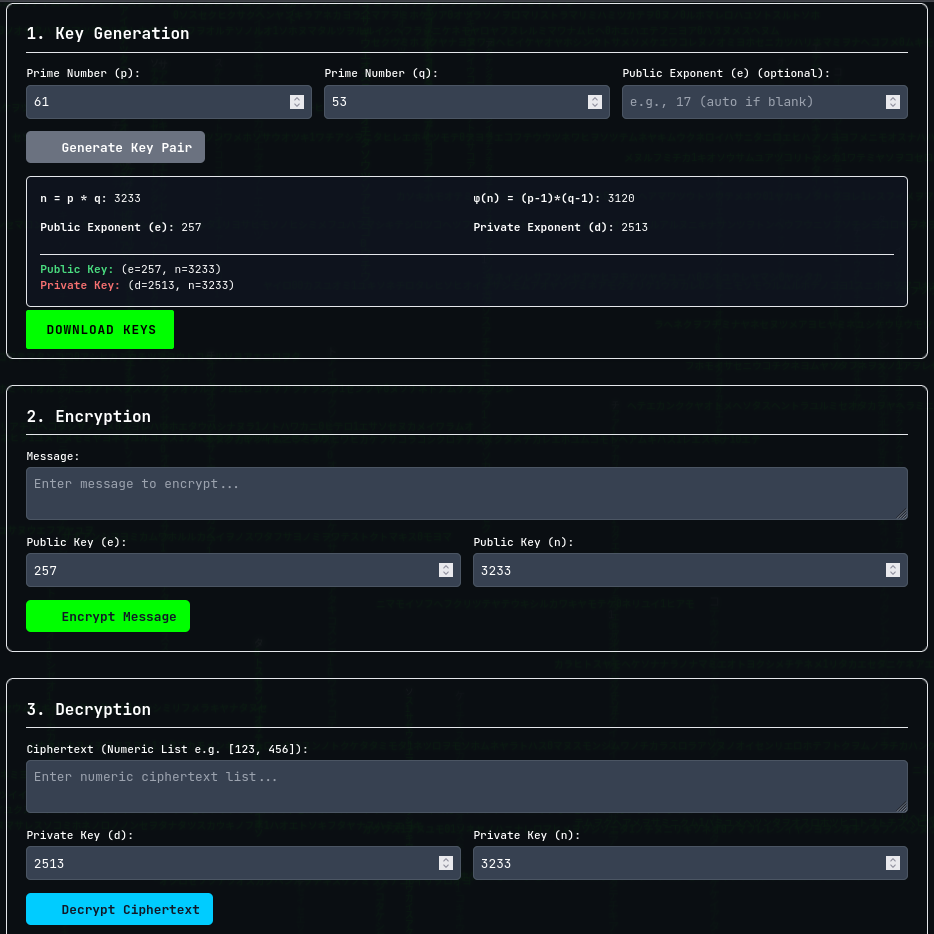 1. Key Generation
Prime Number (p): Prime Number (q): Public Exponent (e) (optional):
61 53 e.g., 17 (auto if blank)
Generate Key Pair
n = p * q: 3233 φ(n) = (p-1)*(q-1): 3120
Public Exponent (e): 257 Private Exponent (d): 2513
Public Key: (e=257, n=3233)
Private Key: (d=2513, n=3233)
DOWNLOAD KEYS
2. Encryption
Message:
Enter message to encrypt...
Public Key (e): Public Key (n):
257 3233
Encrypt Message
3. Decryption
Ciphertext (Numeric List e.g. [123, 456]):
Enter numeric ciphertext list...
Private Key (d): Private Key (n):
2513 3233
Decrypt Ciphertext